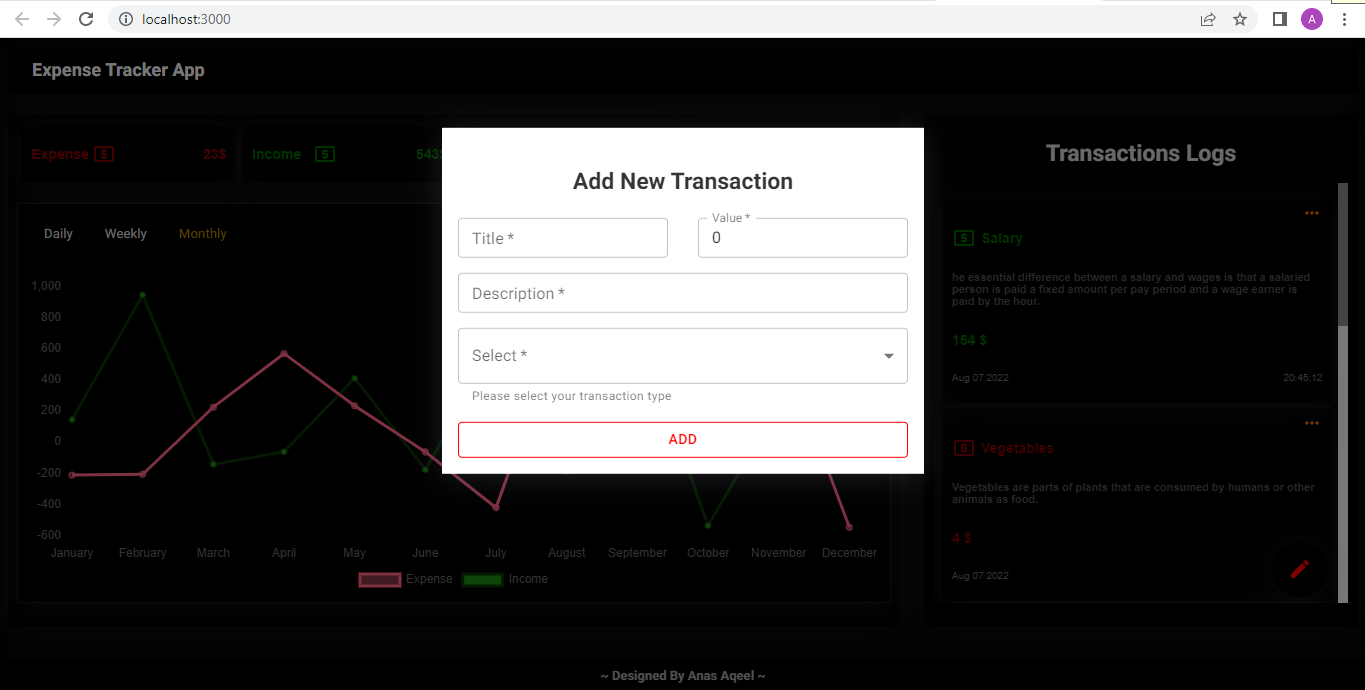 localhost:3000
A
Expense Tracker App
Expense $ 23$
Income $ 543
Daily Weekly Monthly
1,000
800
600
400
200
0
-200
-400
-600
January February March April May June July August September October November December
Expense Income
Add New Transaction
Title *
Value *
0
Description *
Select *
Please select your transaction type
ADD
Transactions Logs
$ Salary
he essential difference between a salary and wages is that a salaried
person is paid a fixed amount per pay period and a wage earner is
paid by the hour.
154 $
Aug 07 2022 20:45:12
$ Vegetables
Vegetables are parts of plants that are consumed by humans or other
animals as food.
4 $
Aug 07 2022
~ Designed By Anas Aqeel ~